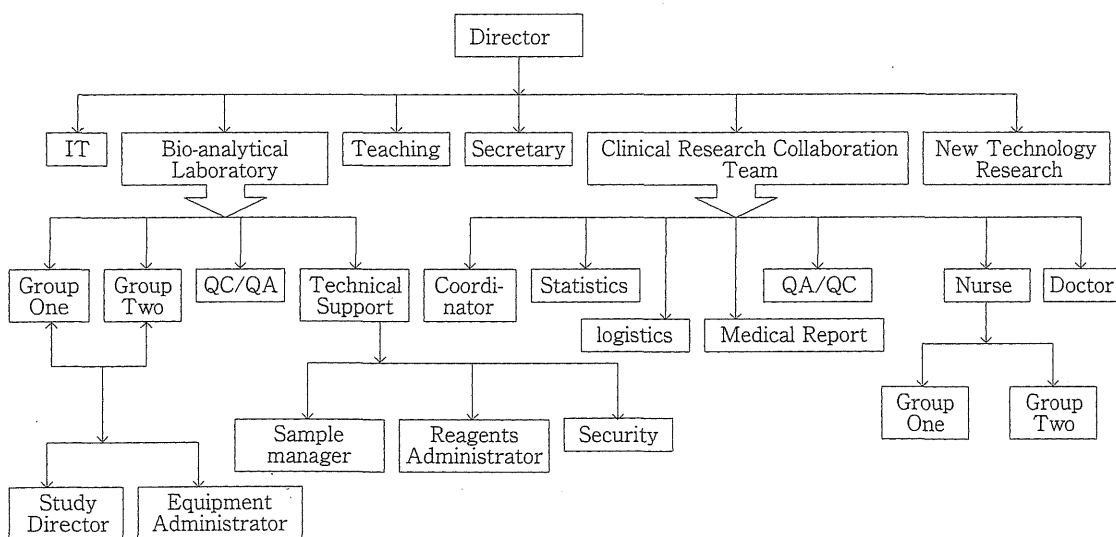 Director
IT
Bio-analytical
Laboratory
Teaching
Secretary
Clinical Research Collaboration
Team
New Technology
Research
Group
One
Group
Two
QC/QA
Technical
Support
Coordi-
nator
Statistics
logistics
Medical Report
QA/QC
Nurse
Doctor
Group
One
Group
Two
Sample
manager
Reagents
Administrator
Security
Study
Director
Equipment
Administrator